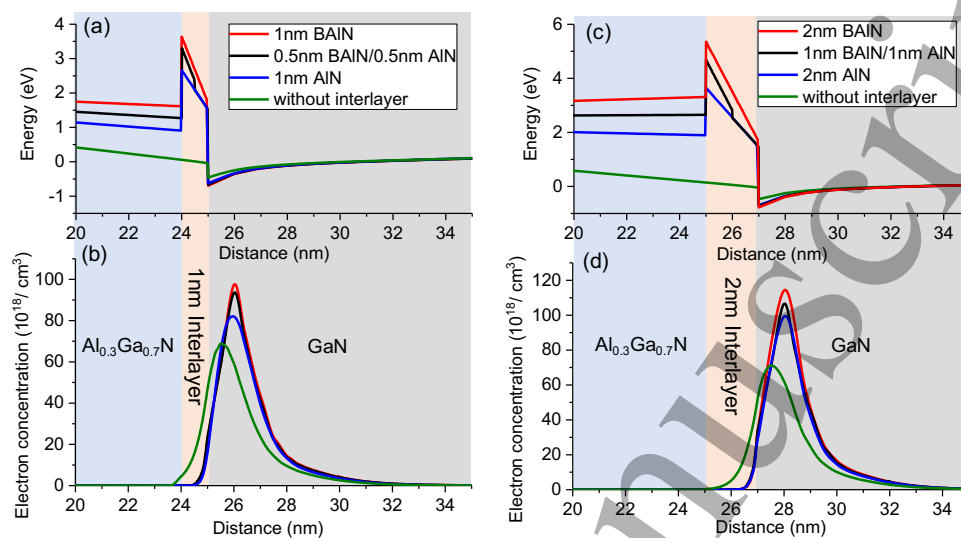 (a)
1nm BAlN
0.5nm BAlN/0.5nm AlN
1nm AlN
without interlayer
Energy (eV)
4
3
2
1
0
-1
20 22 24 26 28 30 32 34
Distance (nm)
(c)
2nm BAlN
1nm BAlN/1nm AlN
2nm AlN
without interlayer
Energy (eV)
6
4
2
0
20 22 24 26 28 30 32 34
Distance (nm)
(b)
1nm Interlayer
Al0.3Ga0.7N
GaN
Electron concentration (10^18/ cm^3)
100
80
60
40
20
0
20 22 24 26 28 30 32 34
Distance (nm)
(d)
2nm Interlayer
Al0.3Ga0.7N
GaN
Electron concentration (10^18/ cm^3)
120
100
80
60
40
20
0
20 22 24 26 28 30 32 34
Distance (nm)
nuscri